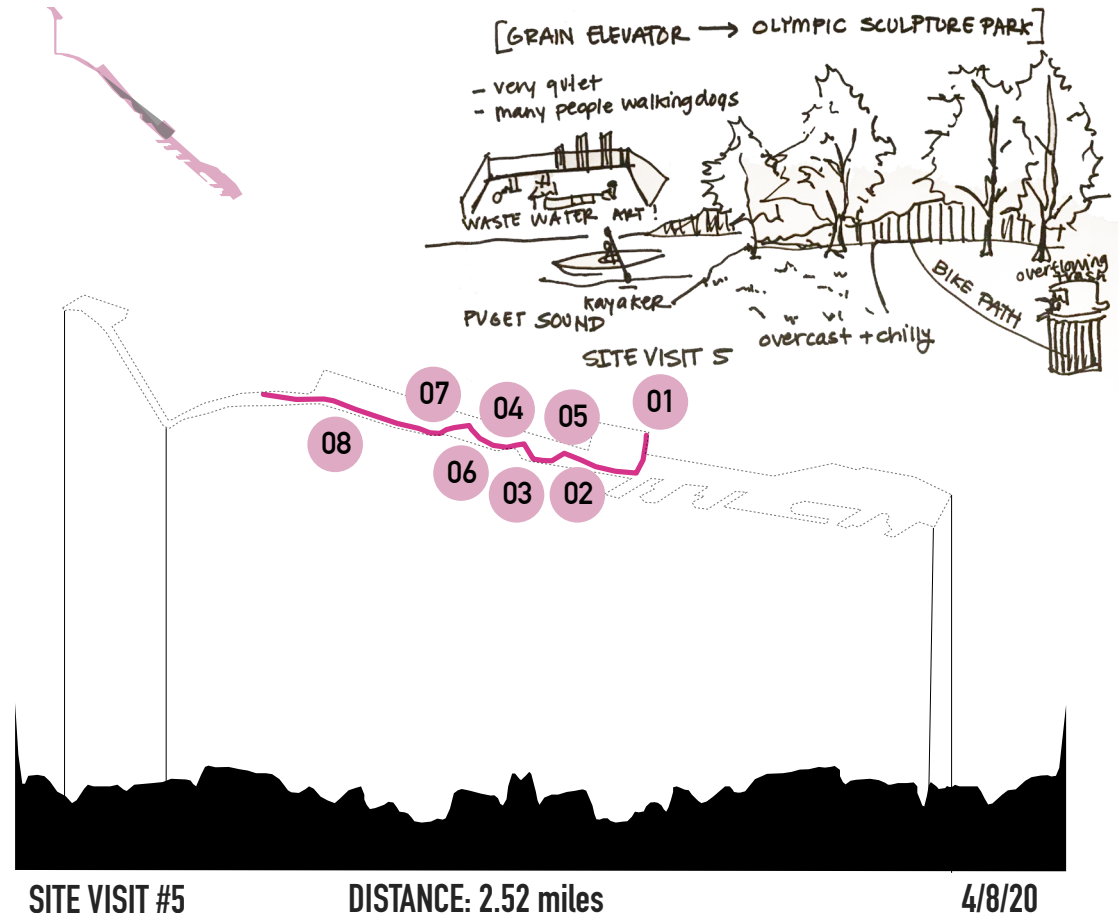 [GRAIN ELEVATOR → OLYMPIC SCULPTURE PARK]
- very quiet
- many people walking dogs
WASTE WATER ART!
overflowing
trash
BIKE PATH
kayaker
PUGET SOUND
overcast + chilly
SITE VISIT 5
07
04
05
01
08
06
03
02
SITE VISIT #5
DISTANCE: 2.52 miles
4/8/20